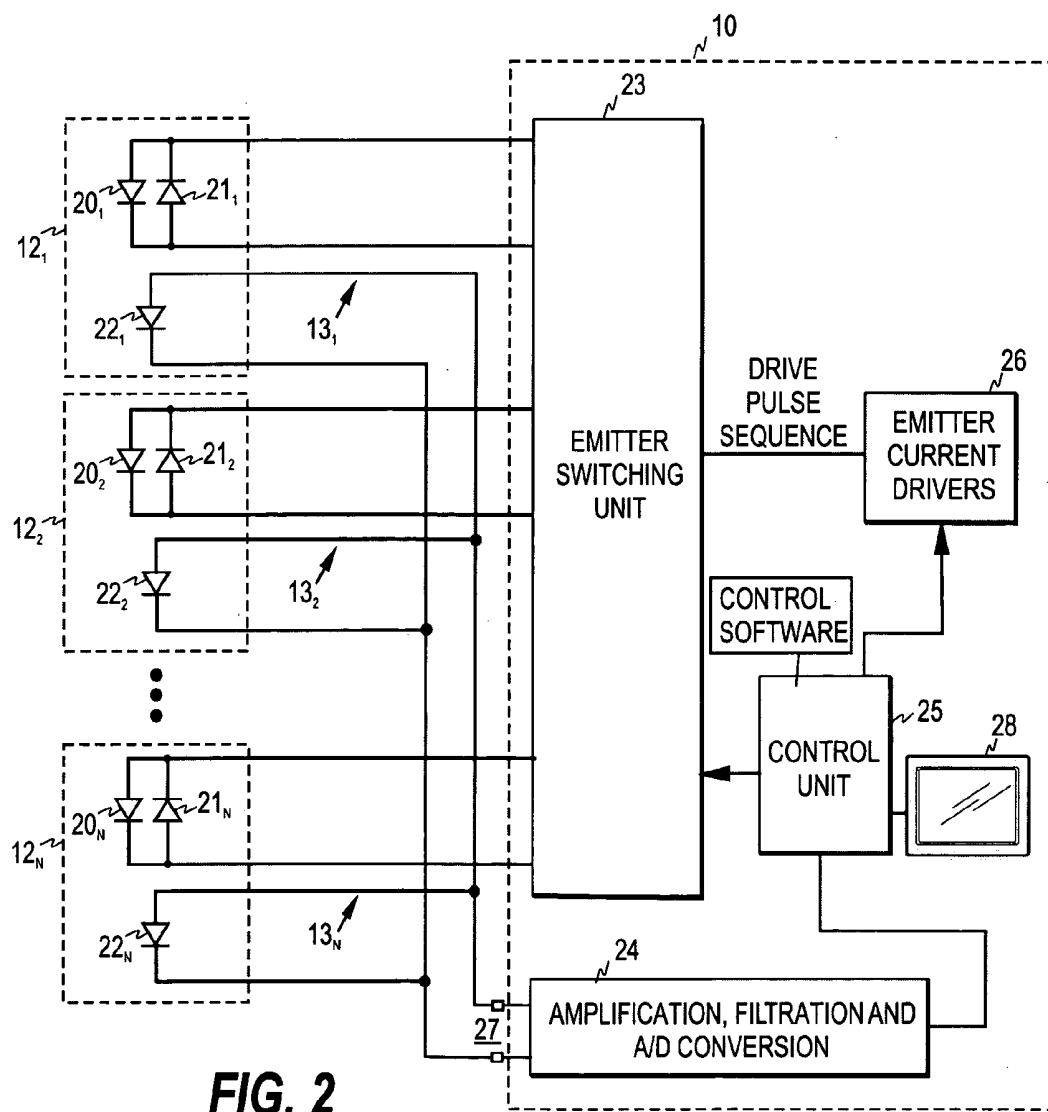 10
23
20₁
21₁
12₁
22₁
13₁
20₂
21₂
12₂
22₂
13₂
20ₙ
21ₙ
12ₙ
22ₙ
13ₙ
EMITTER
SWITCHING
UNIT
DRIVE
PULSE
SEQUENCE
26
EMITTER
CURRENT
DRIVERS
CONTROL
SOFTWARE
25
CONTROL
UNIT
28
24
27
AMPLIFICATION, FILTRATION AND
A/D CONVERSION
FIG. 2